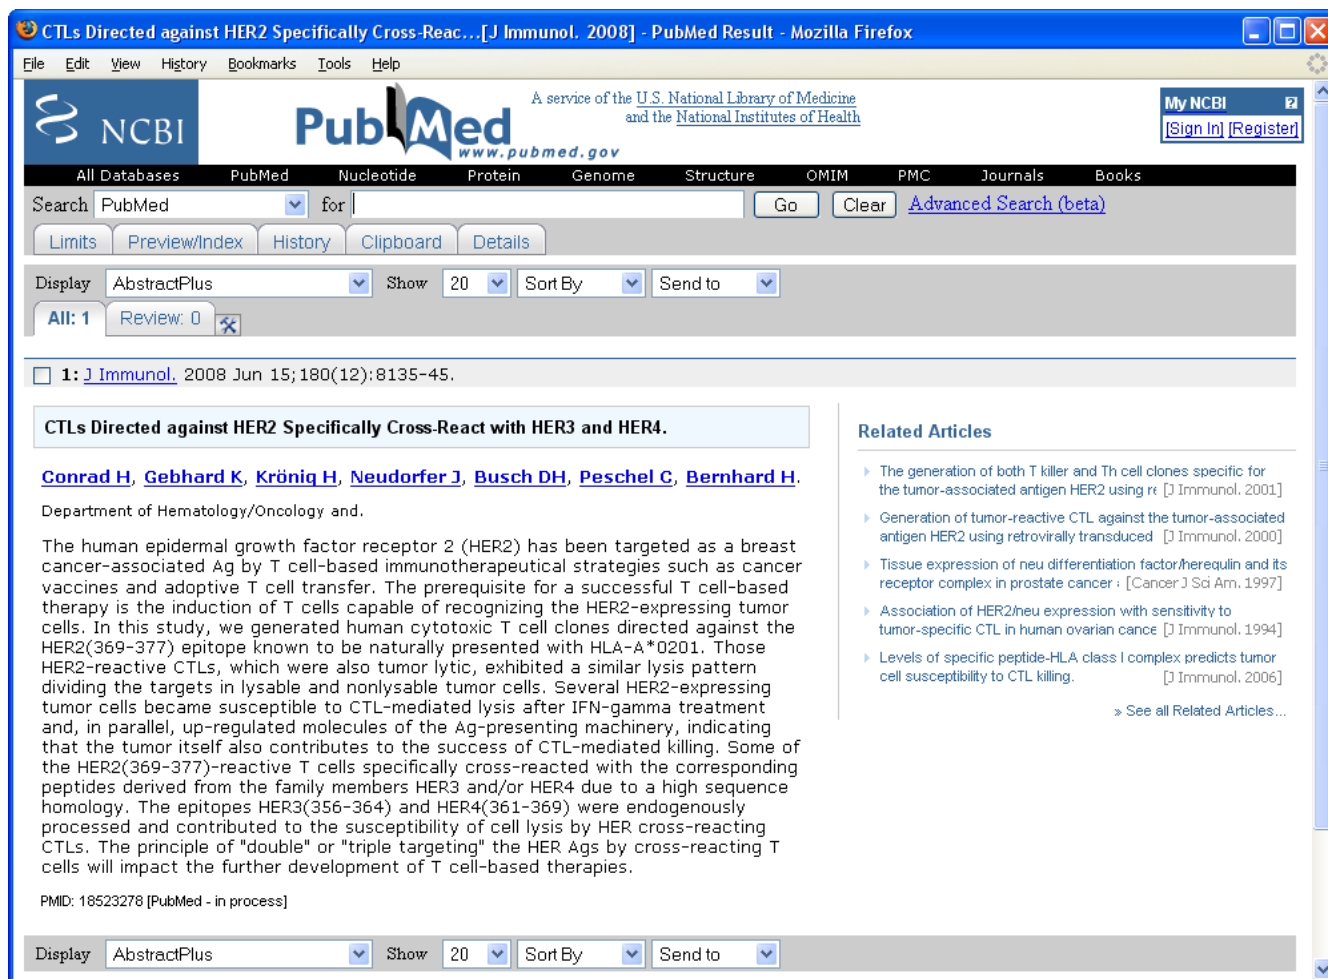 CTLs Directed against HER2 Specifically Cross-Reac...[J Immunol. 2008] - PubMed Result - Mozilla Firefox
File Edit View History Bookmarks Tools Help
NCBI
PubMed
www.pubmed.gov
A service of the U.S. National Library of Medicine
and the National Institutes of Health
My NCBI ?
[Sign In] [Register]
All Databases PubMed Nucleotide Protein Genome Structure OMIM PMC Journals Books
Search PubMed for Go Clear Advanced Search (beta)
Limits Preview/Index History Clipboard Details
Display AbstractPlus Show 20 Sort By Send to
All: 1 Review: 0
1: J Immunol. 2008 Jun 15;180(12):8135-45.
CTLs Directed against HER2 Specifically Cross-React with HER3 and HER4.
Conrad H, Gebhard K, Krönig H, Neudorfer J, Busch DH, Peschel C, Bernhard H.
Department of Hematology/Oncology and.
The human epidermal growth factor receptor 2 (HER2) has been targeted as a breast
cancer-associated Ag by T cell-based immunotherapeutical strategies such as cancer
vaccines and adoptive T cell transfer. The prerequisite for a successful T cell-based
therapy is the induction of T cells capable of recognizing the HER2-expressing tumor
cells. In this study, we generated human cytotoxic T cell clones directed against the
HER2(369-377) epitope known to be naturally presented with HLA-A*0201. Those
HER2-reactive CTLs, which were also tumor lytic, exhibited a similar lysis pattern
dividing the targets in lysable and nonlysable tumor cells. Several HER2-expressing
tumor cells became susceptible to CTL-mediated lysis after IFN-gamma treatment
and, in parallel, up-regulated molecules of the Ag-presenting machinery, indicating
that the tumor itself also contributes to the success of CTL-mediated killing. Some of
the HER2(369-377)-reactive T cells specifically cross-reacted with the corresponding
peptides derived from the family members HER3 and/or HER4 due to a high sequence
homology. The epitopes HER3(356-364) and HER4(361-369) were endogenously
processed and contributed to the susceptibility of cell lysis by HER cross-reacting
CTLs. The principle of "double" or "triple targeting" the HER Ags by cross-reacting T
cells will impact the further development of T cell-based therapies.
PMID: 18523278 [PubMed - in process]
Related Articles
The generation of both T killer and Th cell clones specific for
the tumor-associated antigen HER2 using re [J Immunol. 2001]
Generation of tumor-reactive CTL against the tumor-associated
antigen HER2 using retrovirally transduced [J Immunol. 2000]
Tissue expression of neu differentiation factor/heregulin and its
receptor complex in prostate cancer [Cancer J Sci Am. 1997]
Association of HER2/neu expression with sensitivity to
tumor-specific CTL in human ovarian cance [J Immunol. 1994]
Levels of specific peptide-HLA class I complex predicts tumor
cell susceptibility to CTL killing. [J Immunol. 2006]
» See all Related Articles...
Display AbstractPlus Show 20 Sort By Send to